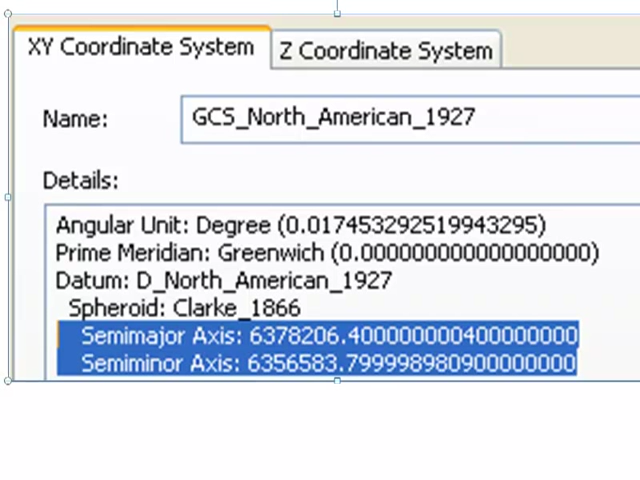 XY Coordinate System
Z Coordinate System
Name:
GCS_North_American_1927
Details:
Angular Unit: Degree (0.017453292519943295)
Prime Meridian: Greenwich (0.000000000000000000)
Datum: D_North_American_1927
Spheroid: Clarke_1866
Semimajor Axis: 6378206.400000000400000000
Semiminor Axis: 6356583.799998980900000000